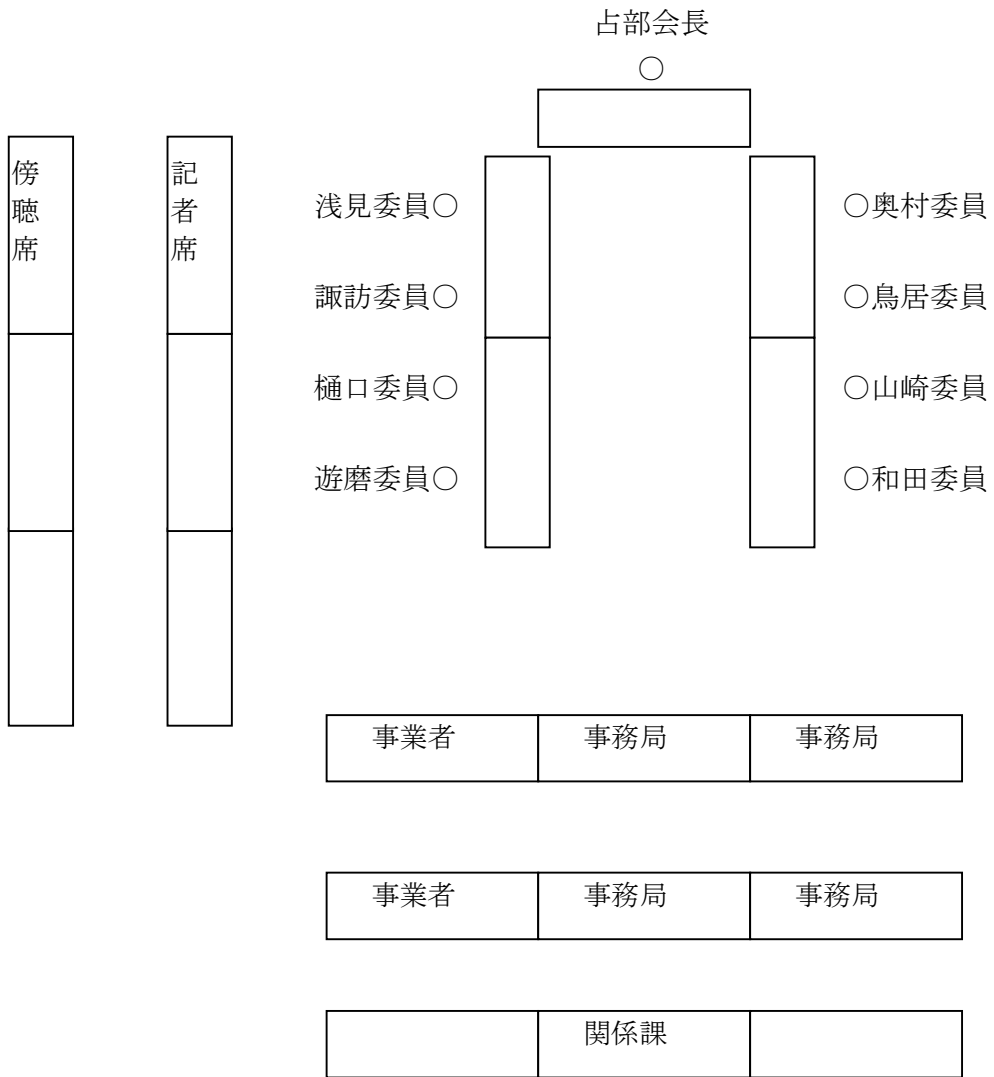 占部会長
○
傍聴席
記者席
浅見委員○ ○奥村委員
諏訪委員○ ○鳥居委員
樋口委員○ ○山崎委員
遊磨委員○ ○和田委員
事業者 事務局 事務局
事業者 事務局 事務局
関係課